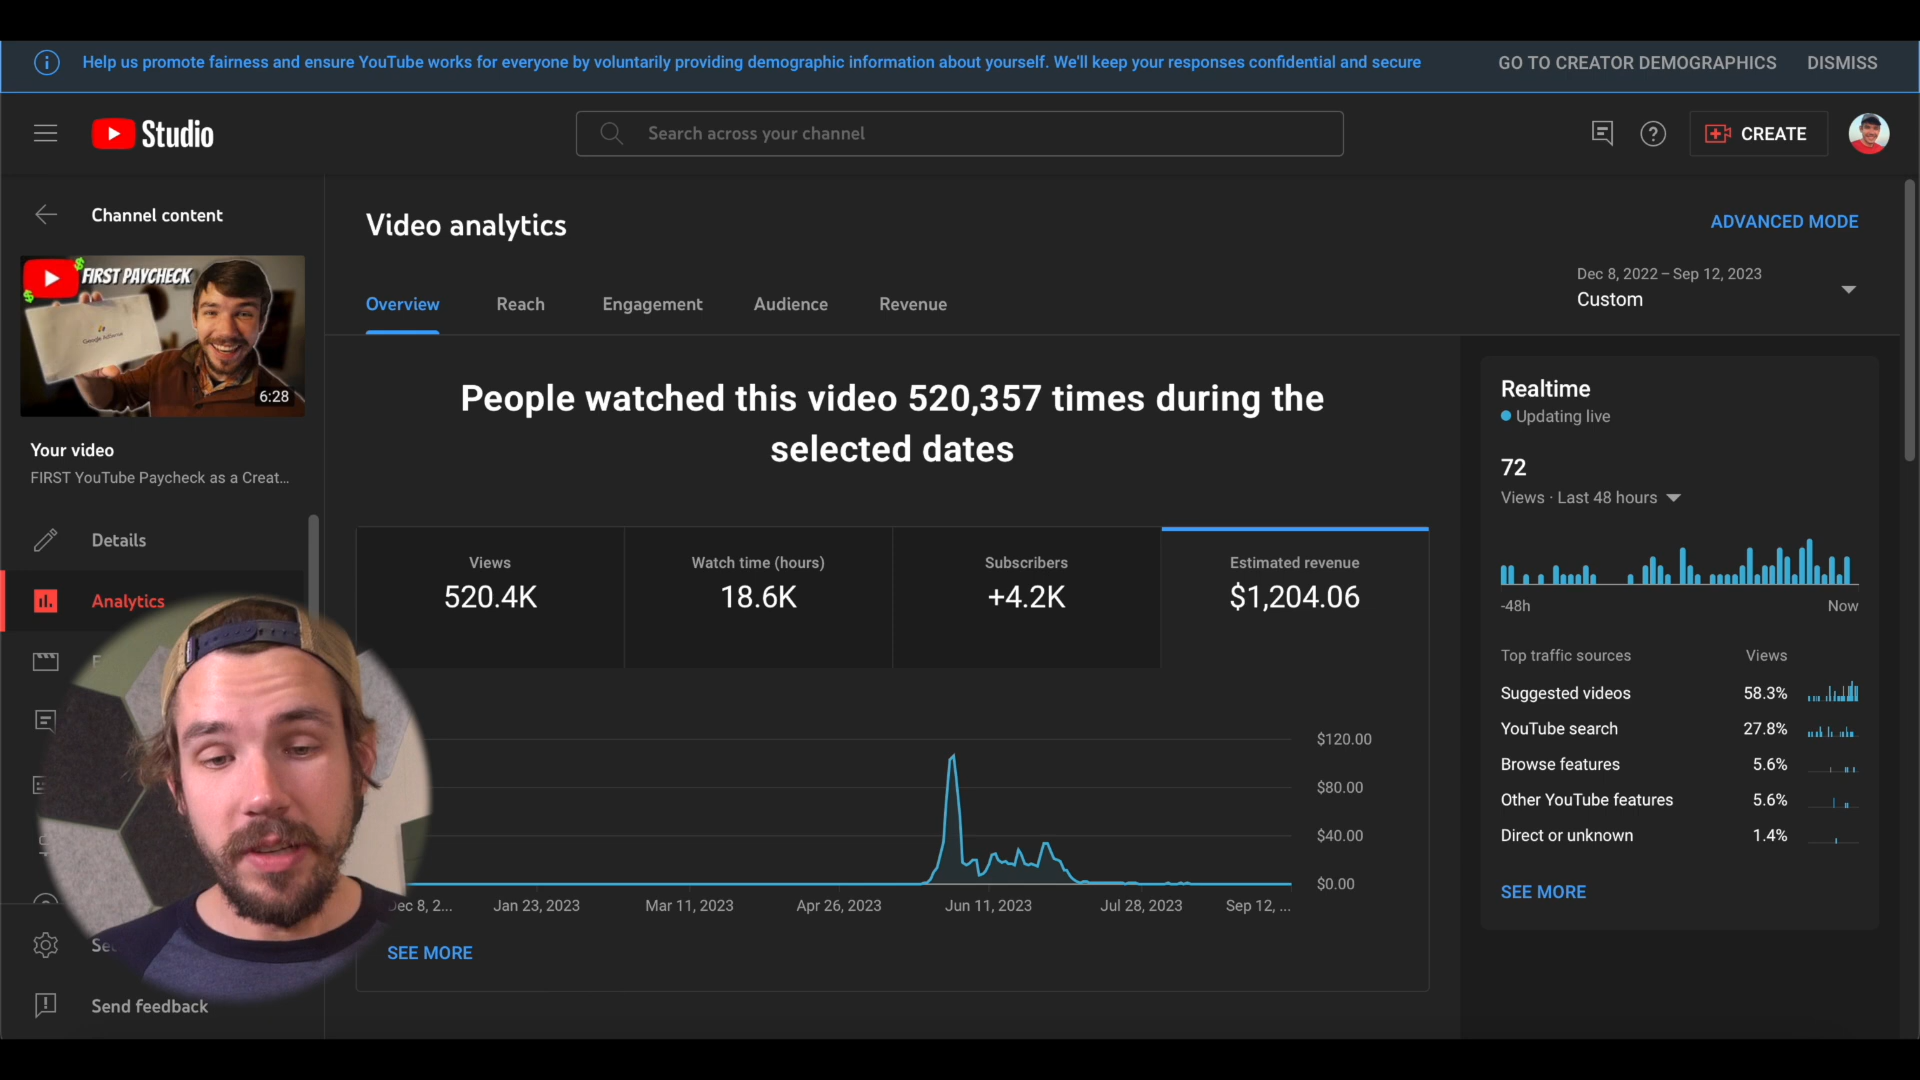 Help us promote fairness and ensure YouTube works for everyone by voluntarily providing demographic information about yourself. We'll keep your responses confidential and secure
GO TO CREATOR DEMOGRAPHICS
DISMISS
Studio
Search across your channel
CREATE
Channel content
FIRST PAYCHECK
Google AdSense
6:28
Your video
FIRST YouTube Paycheck as a Creat...
Details
Analytics
Send feedback
Video analytics
ADVANCED MODE
Dec 8, 2022 – Sep 12, 2023
Custom
Overview
Reach
Engagement
Audience
Revenue
People watched this video 520,357 times during the
selected dates
Views
520.4K
Watch time (hours)
18.6K
Subscribers
+4.2K
Estimated revenue
$1,204.06
$120.00
$80.00
$40.00
$0.00
Dec 8, 2...
Jan 23, 2023
Mar 11, 2023
Apr 26, 2023
Jun 11, 2023
Jul 28, 2023
Sep 12, ...
SEE MORE
Realtime
Updating live
72
Views · Last 48 hours
-48h
Now
Top traffic sources
Views
Suggested videos
58.3%
YouTube search
27.8%
Browse features
5.6%
Other YouTube features
5.6%
Direct or unknown
1.4%
SEE MORE